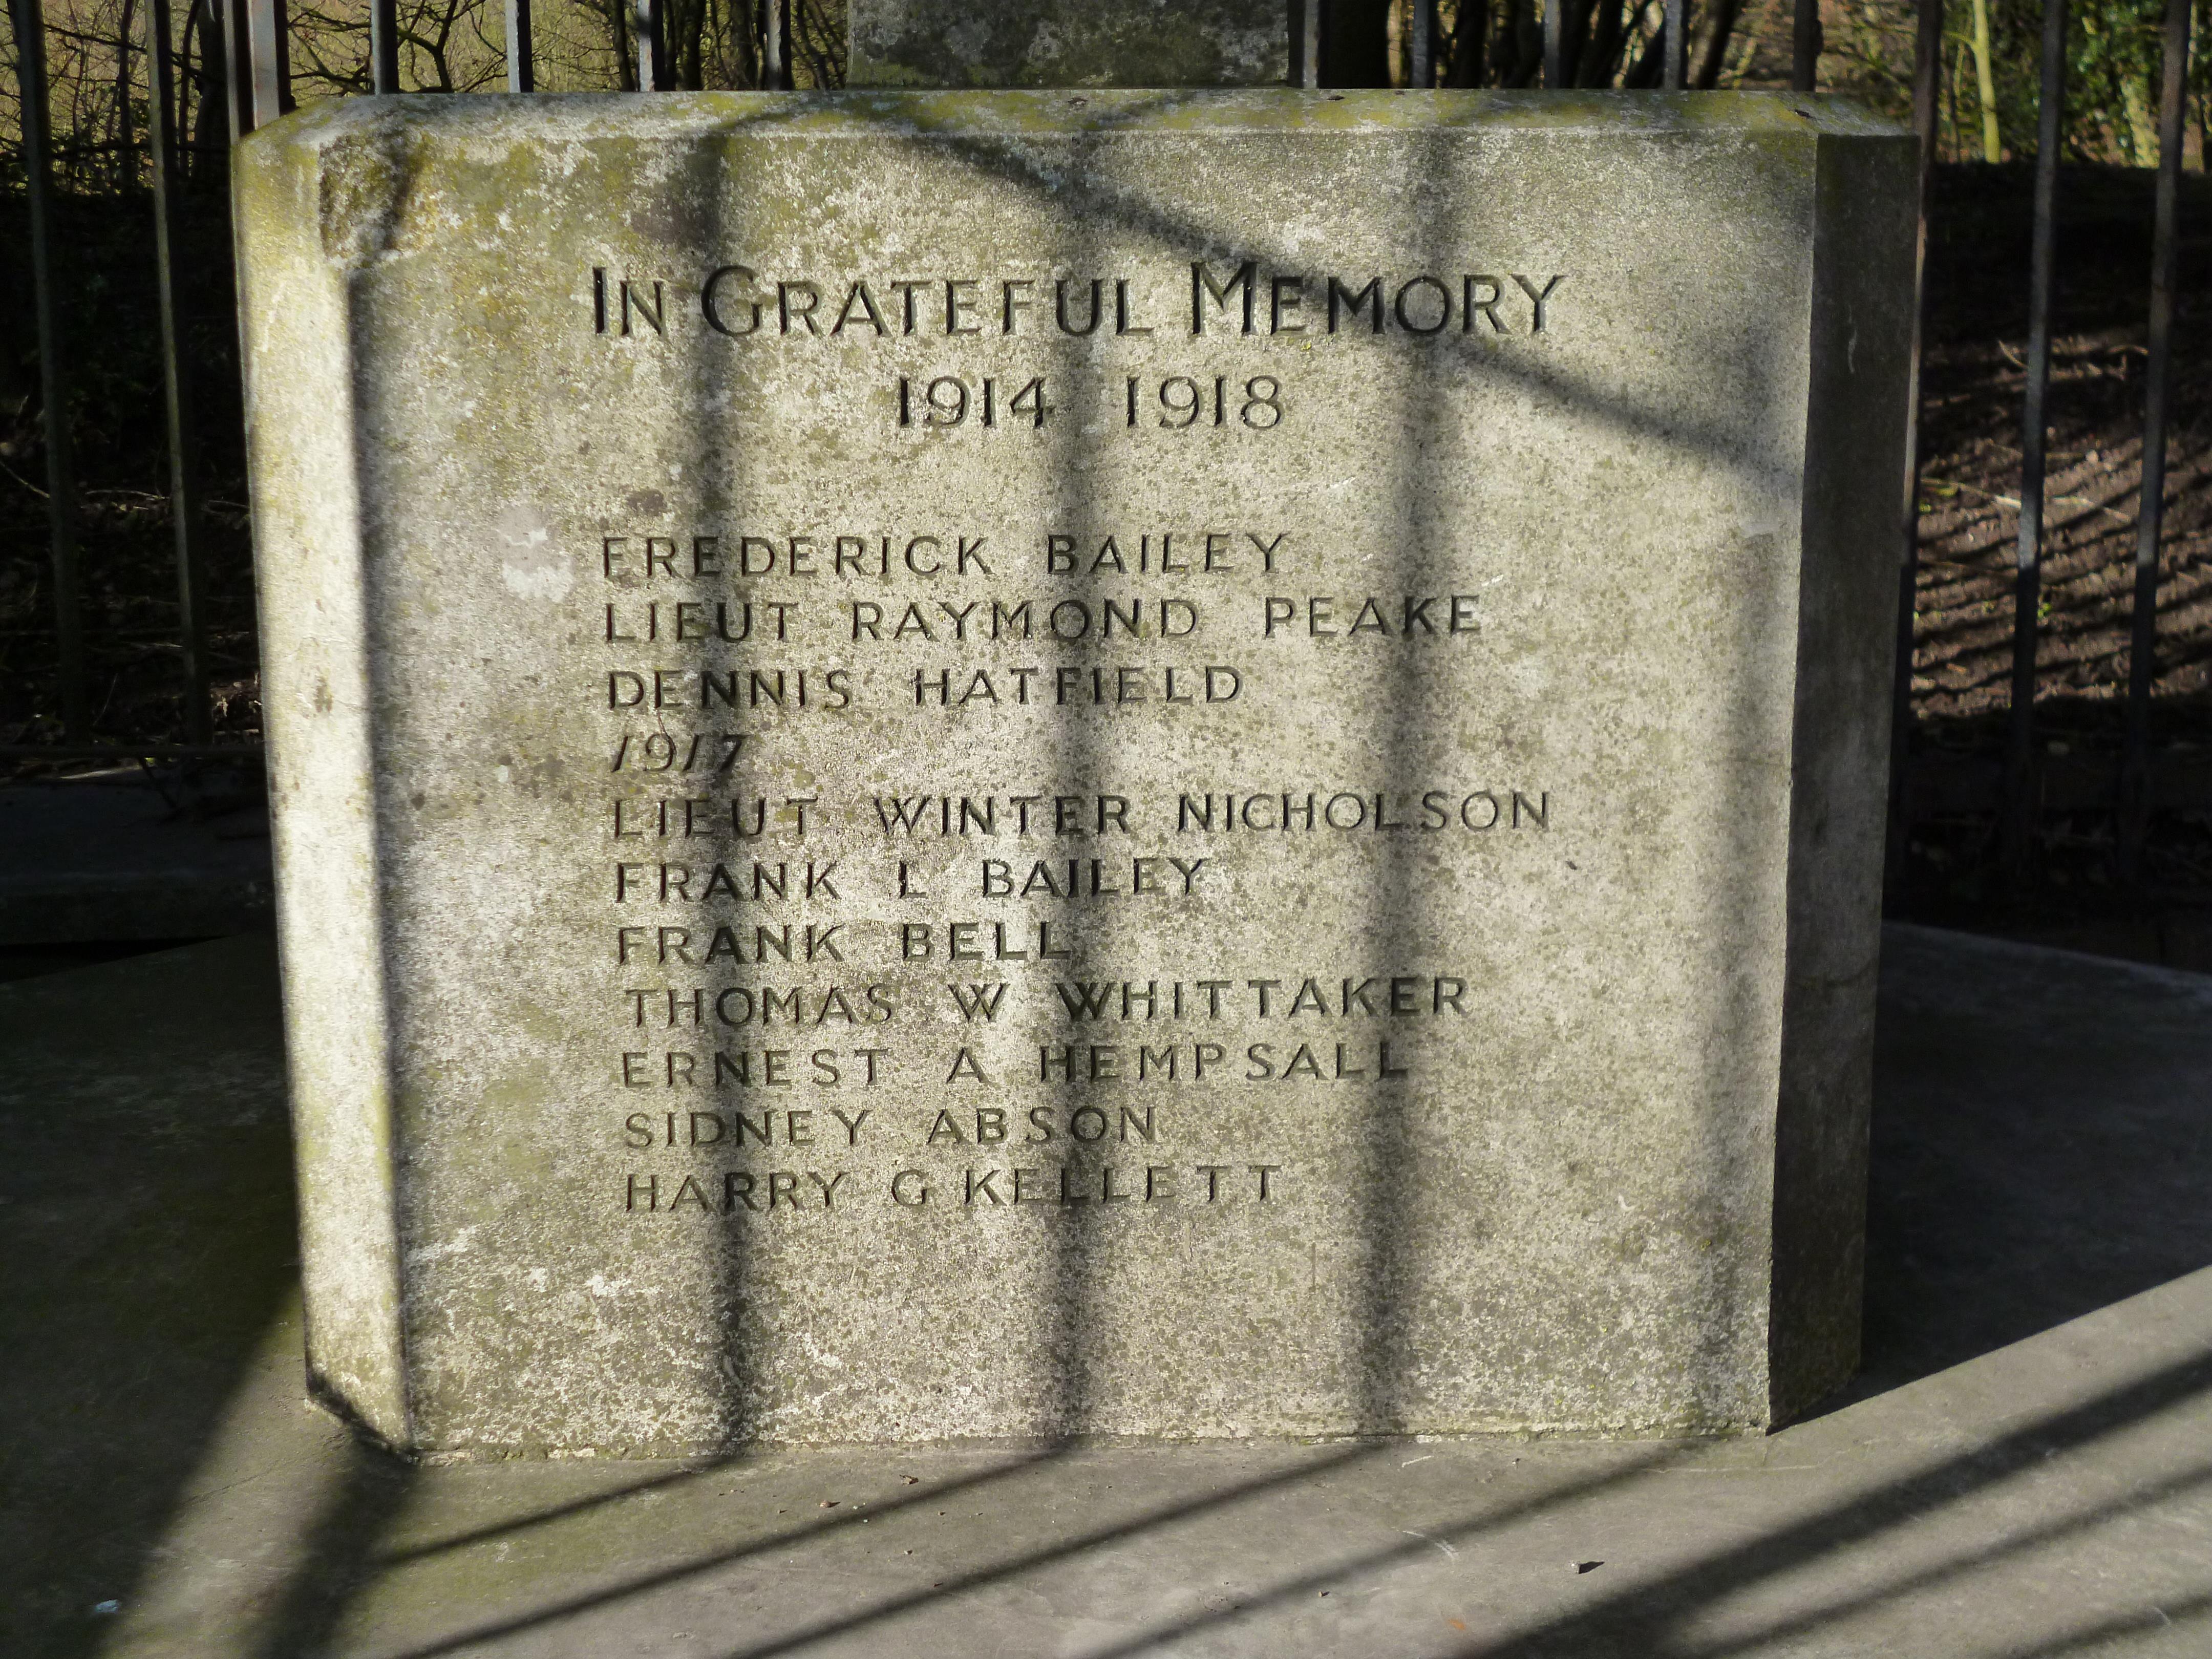 IN GRATEFUL MEMORY
1914 1918
FREDERICK BAILEY
LIEUT RAYMOND PEAKE
DENNIS HATFIELD
1917
LIEUT WINTER NICHOLSON
FRANK L BAILEY
FRANK BELL
THOMAS W WHITTAKER
ERNEST A HEMPSALL
SIDNEY ABSON
HARRY G KELLETT